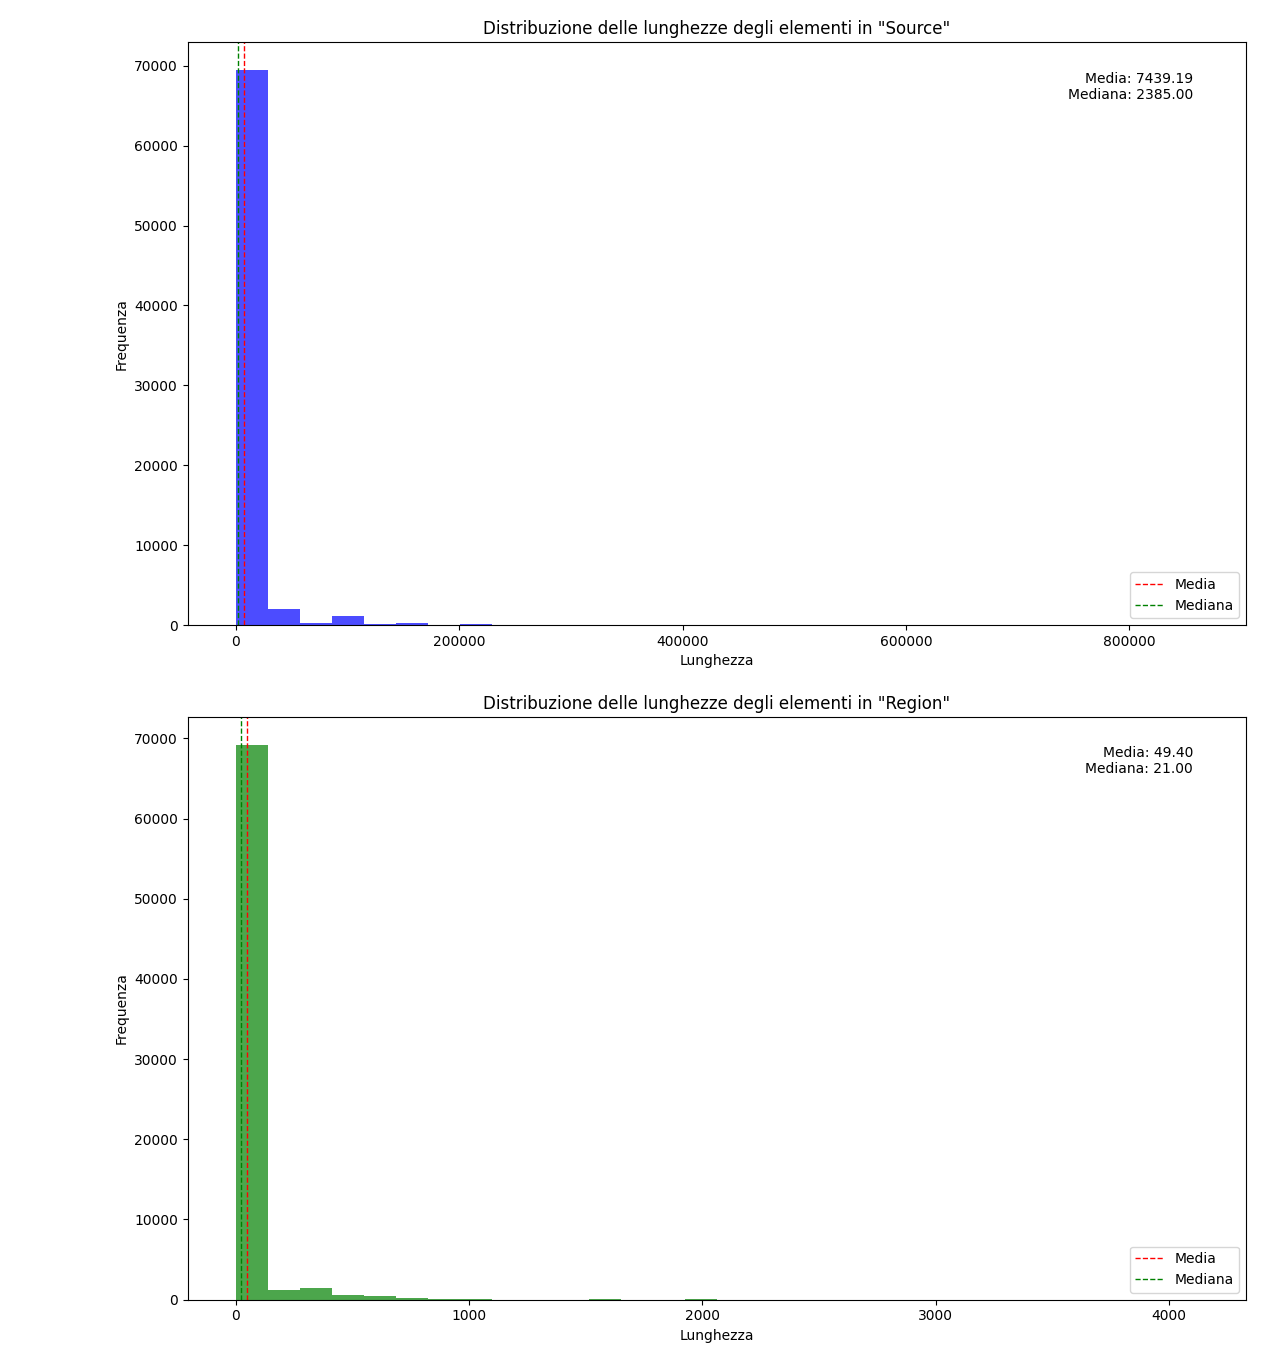 Distribuzione delle lunghezze degli elementi in "Source"
70000
60000
50000
40000
30000
20000
10000
0
Frequenza
Media: 7439.19
Mediana: 2385.00
Media
Mediana
0 200000 400000 600000 800000
Lunghezza
Distribuzione delle lunghezze degli elementi in "Region"
70000
60000
50000
40000
30000
20000
10000
0
Frequenza
Media: 49.40
Mediana: 21.00
Media
Mediana
0 1000 2000 3000 4000
Lunghezza